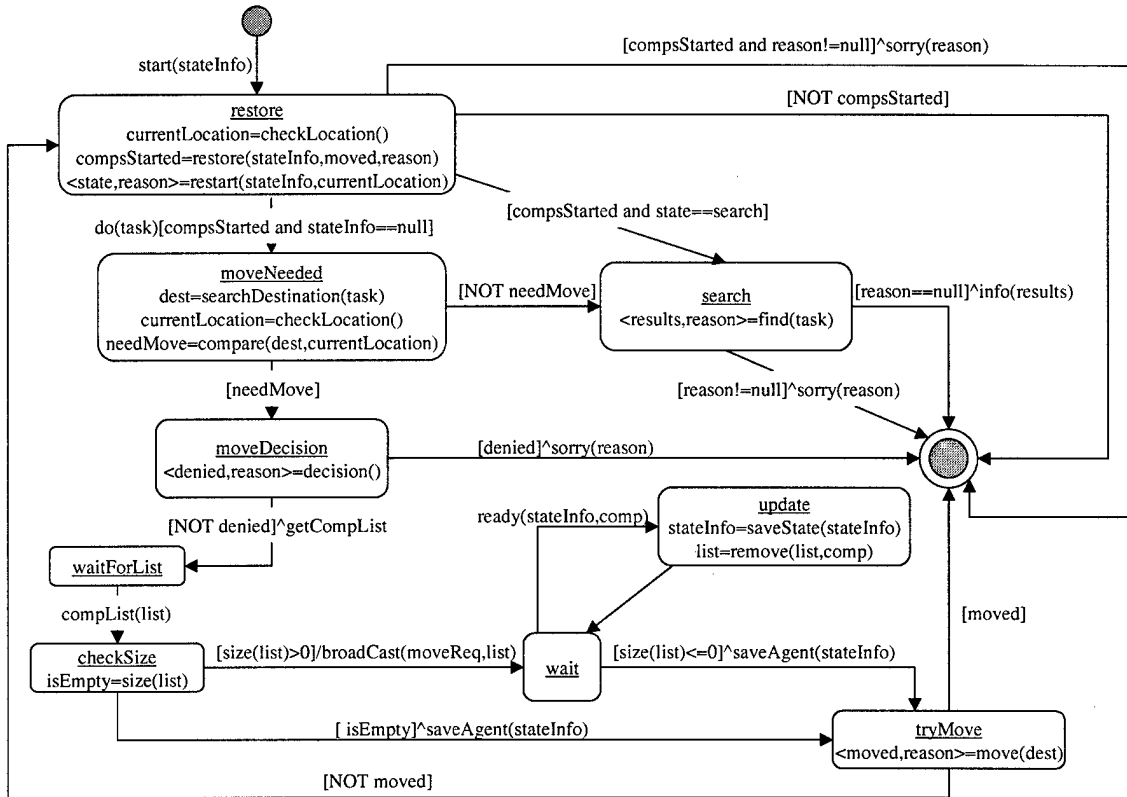 [compsStarted and reason!=null]^sorry(reason)
start(stateInfo)
[NOT compsStarted]
restore
currentLocation=checkLocation()
compsStarted=restore(stateInfo,moved,reason)
<state,reason>=restart(stateInfo,currentLocation)
[compsStarted and state==search]
do(task)[compsStarted and stateInfo==null]
moveNeeded
dest=searchDestination(task)
currentLocation=checkLocation()
needMove=compare(dest,currentLocation)
[NOT needMove]
search
<results,reason>=find(task)
[reason==null]^info(results)
[needMove]
[reason!=null]^sorry(reason)
moveDecision
<denied,reason>=decision()
[denied]^sorry(reason)
[NOT denied]^getCompList
ready(stateInfo,comp)
update
stateInfo=saveState(stateInfo)
list=remove(list,comp)
waitForList
compList(list)
[moved]
checkSize
isEmpty=size(list)
[size(list)>0]/broadCast(moveReq,list)
wait
[size(list)<=0]^saveAgent(stateInfo)
[ isEmpty]^saveAgent(stateInfo)
tryMove
<moved,reason>=move(dest)
[NOT moved]